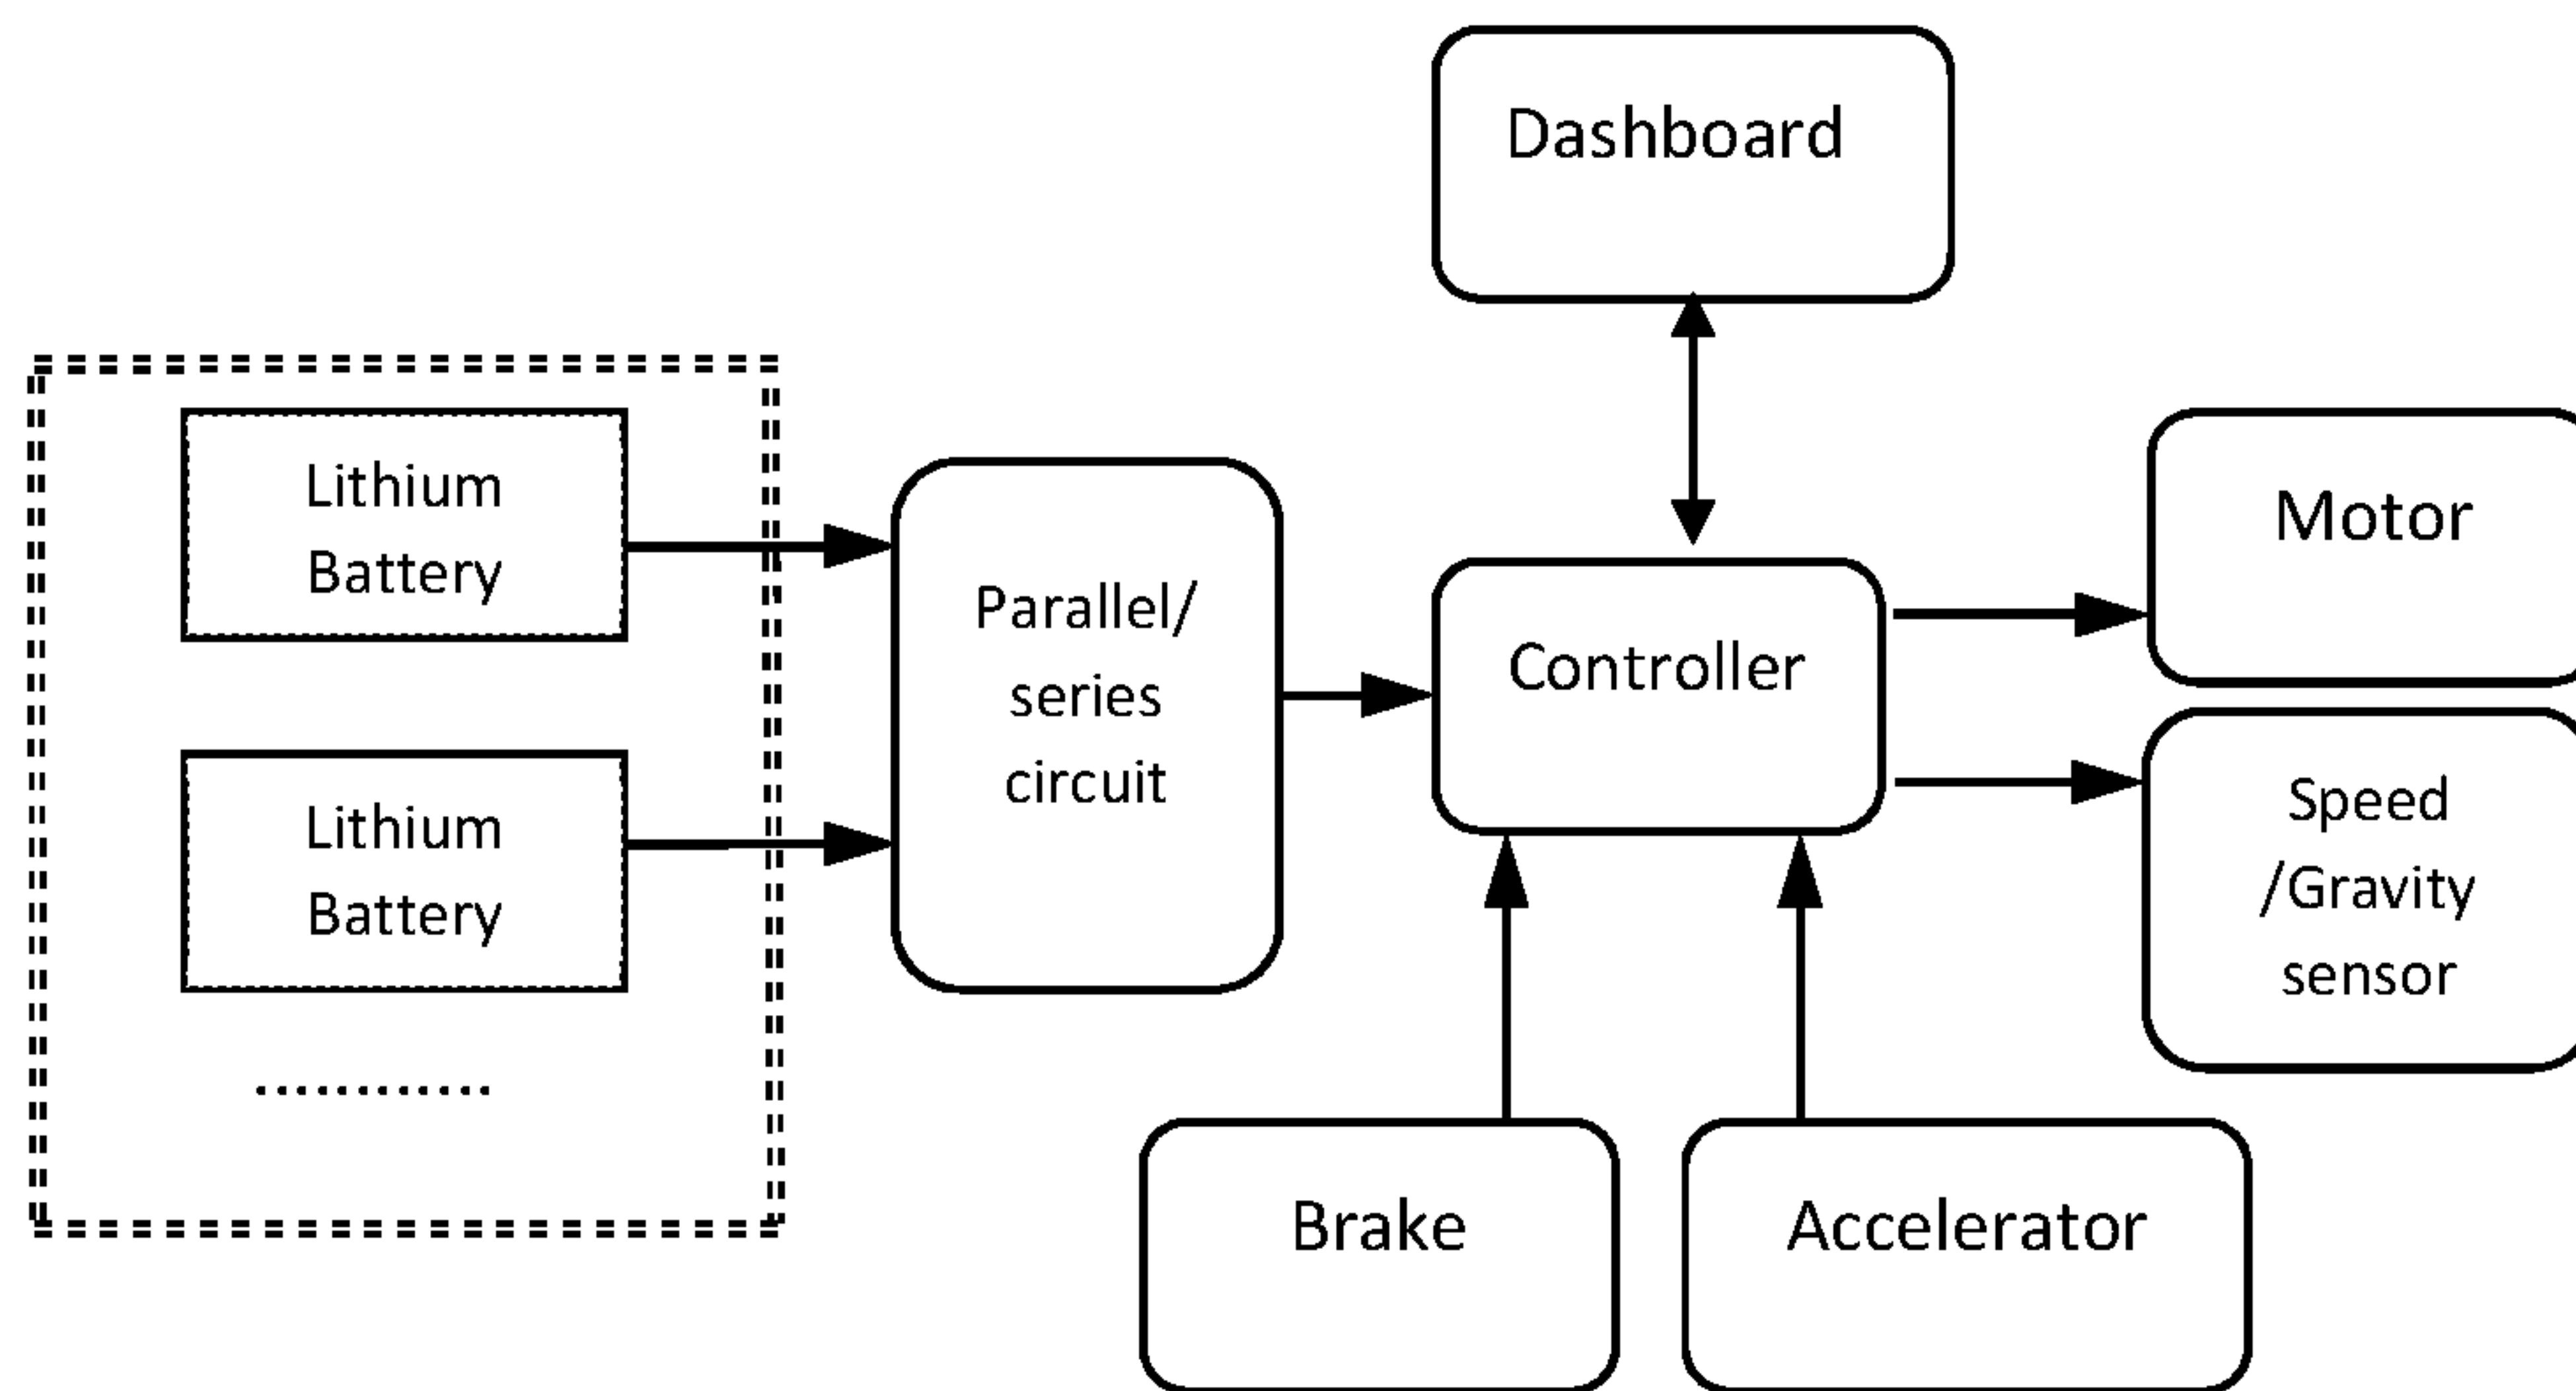 Dashboard
Lithium
Battery
Lithium
Battery
............
Parallel/
series
circuit
Controller
Motor
Speed
/Gravity
sensor
Brake
Accelerator